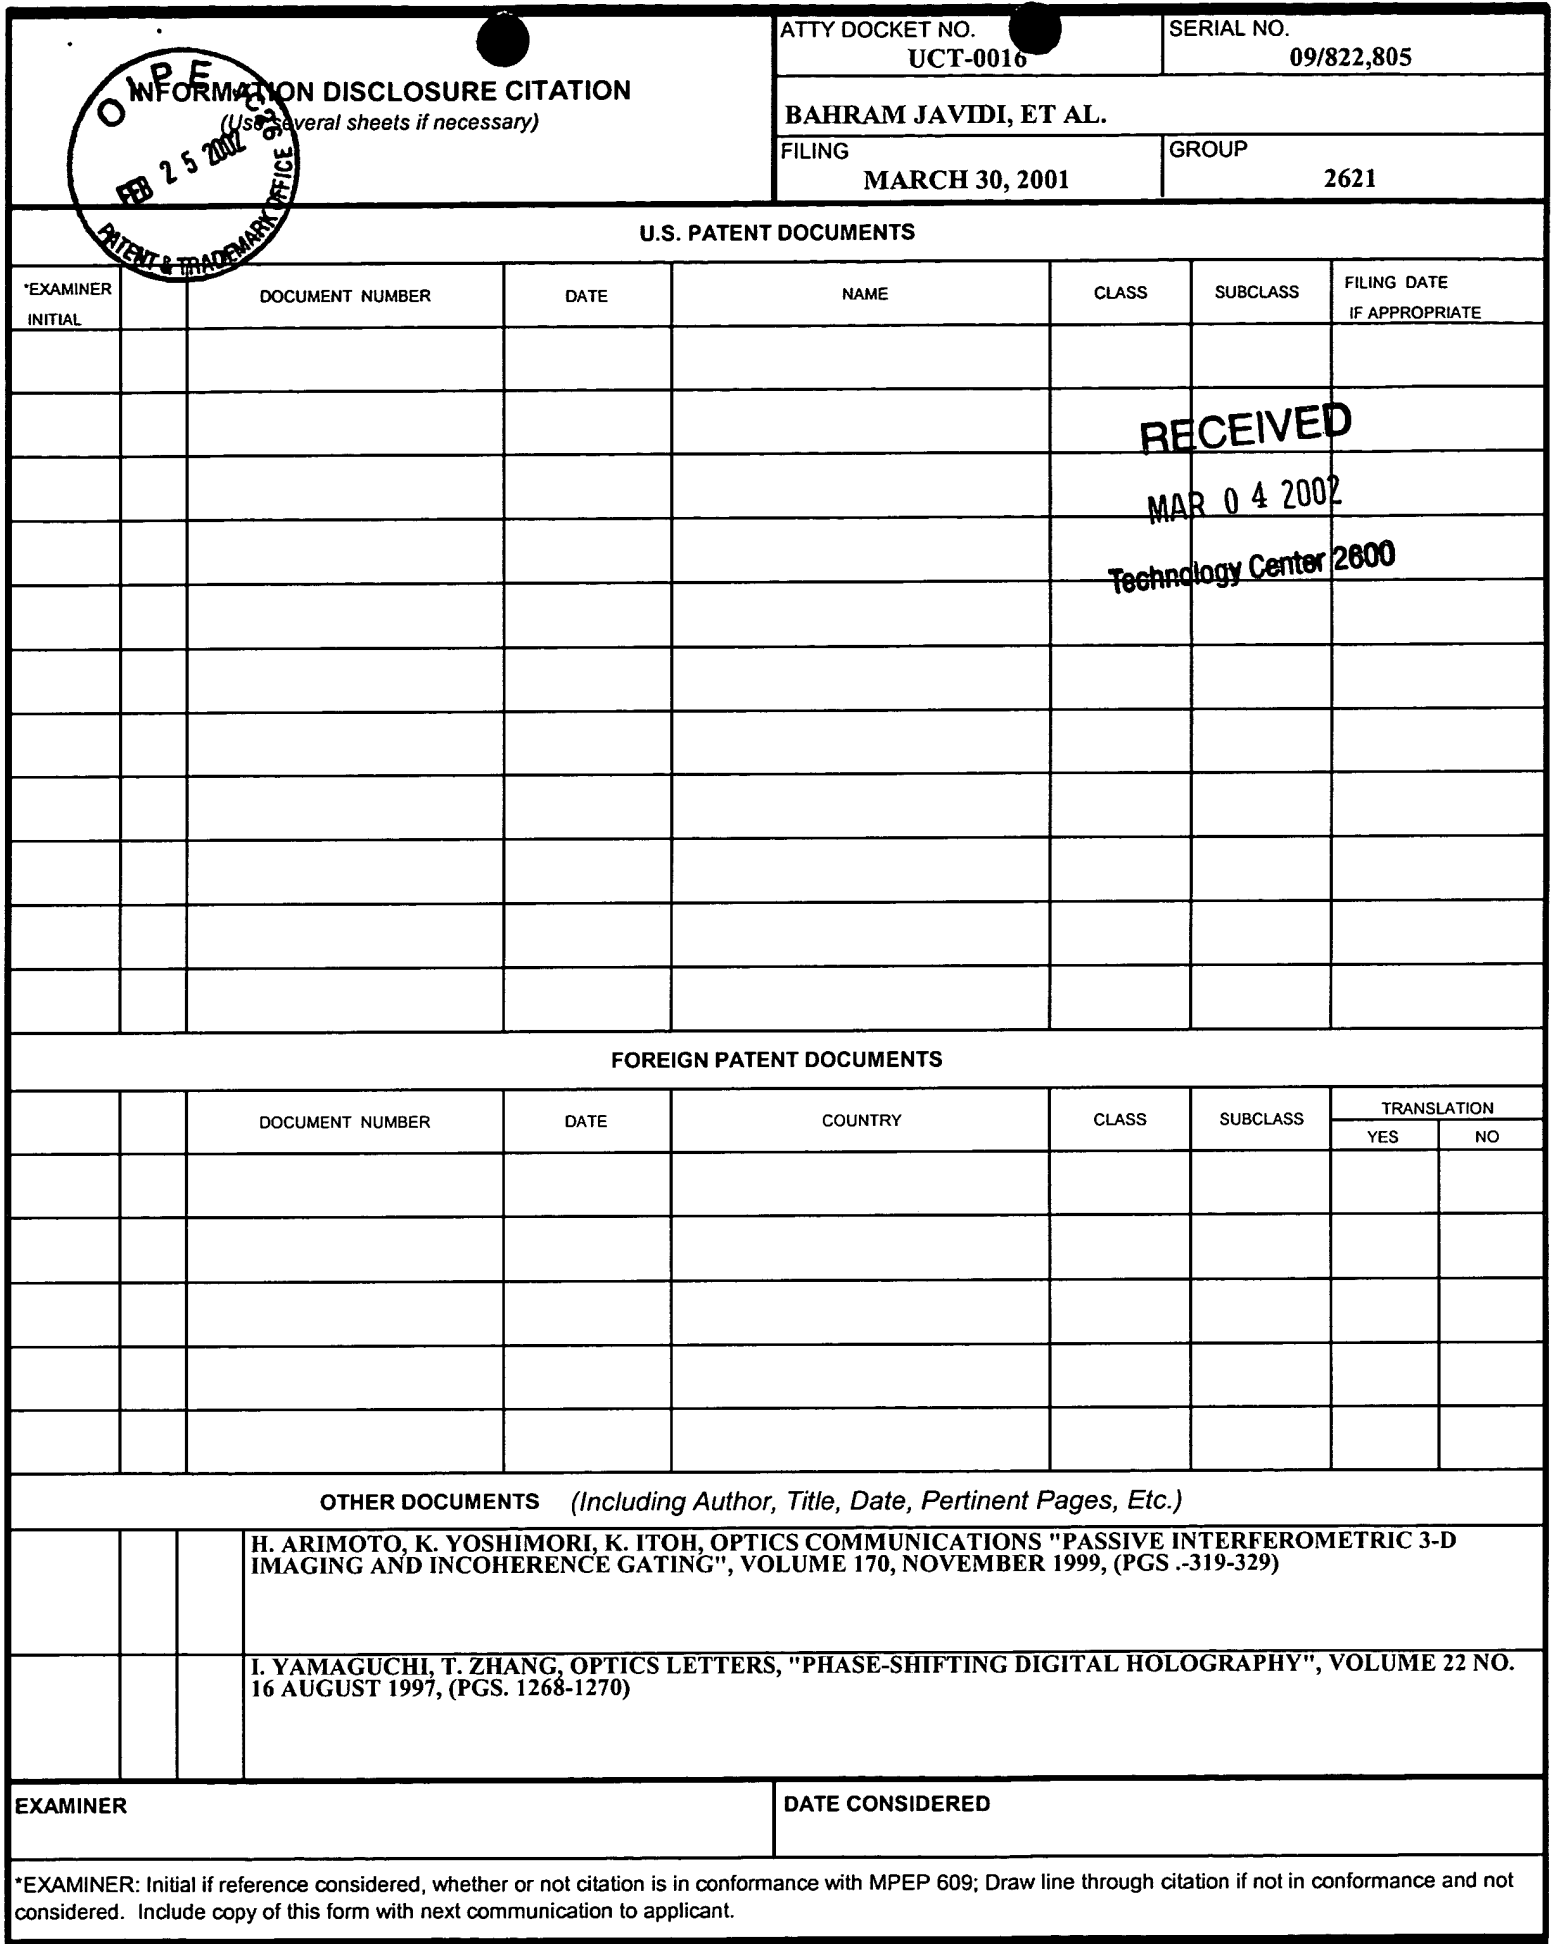 INFORMATION DISCLOSURE CITATION
(Use several sheets if necessary)
OIPE
FEB 25 2002
PATENT & TRADEMARK OFFICE
ATTY DOCKET NO.
UCT-0016
SERIAL NO.
09/822,805
BAHRAM JAVIDI, ET AL.
FILING
MARCH 30, 2001
GROUP
2621
U.S. PATENT DOCUMENTS
*EXAMINER
INITIAL
DOCUMENT NUMBER
DATE
NAME
CLASS
SUBCLASS
FILING DATE
IF APPROPRIATE
RECEIVED
MAR 04 2002
Technology Center 2600
FOREIGN PATENT DOCUMENTS
DOCUMENT NUMBER
DATE
COUNTRY
CLASS
SUBCLASS
TRANSLATION
YES
NO
OTHER DOCUMENTS (Including Author, Title, Date, Pertinent Pages, Etc.)
H. ARIMOTO, K. YOSHIMORI, K. ITOH, OPTICS COMMUNICATIONS "PASSIVE INTERFEROMETRIC 3-D
IMAGING AND INCOHERENCE GATING", VOLUME 170, NOVEMBER 1999, (PGS .-319-329)
I. YAMAGUCHI, T. ZHANG, OPTICS LETTERS, "PHASE-SHIFTING DIGITAL HOLOGRAPHY", VOLUME 22 NO.
16 AUGUST 1997, (PGS. 1268-1270)
EXAMINER
DATE CONSIDERED
*EXAMINER: Initial if reference considered, whether or not citation is in conformance with MPEP 609; Draw line through citation if not in conformance and not
considered. Include copy of this form with next communication to applicant.